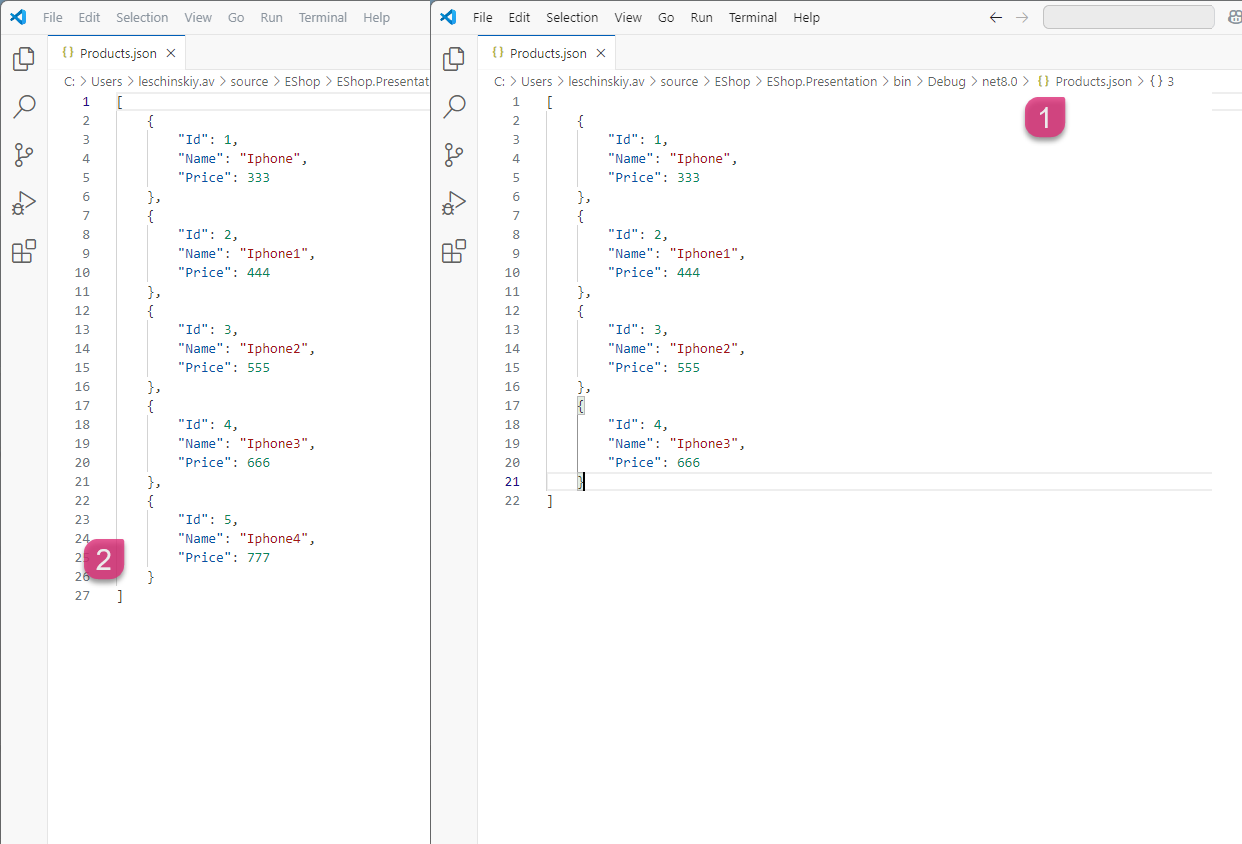 File Edit Selection View Go Run Terminal Help
Products.json
C: > Users > leschinskiy.av > source > EShop > EShop.Presentat
1 [
2 {
3 "Id": 1,
4 "Name": "Iphone",
5 "Price": 333
6 },
7 {
8 "Id": 2,
9 "Name": "Iphone1",
10 "Price": 444
11 },
12 {
13 "Id": 3,
14 "Name": "Iphone2",
15 "Price": 555
16 },
17 {
18 "Id": 4,
19 "Name": "Iphone3",
20 "Price": 666
21 },
22 {
23 "Id": 5,
24 "Name": "Iphone4",
25 "Price": 777
2
26 }
27 ]
File Edit Selection View Go Run Terminal Help
{} Products.json
C: > Users > leschinskiy.av > source > EShop > EShop.Presentation > bin > Debug > net8.0 > {} Products.json > {} 3
1
1 [
2 {
3 "Id": 1,
4 "Name": "Iphone",
5 "Price": 333
6 },
7 {
8 "Id": 2,
9 "Name": "Iphone1",
10 "Price": 444
11 },
12 {
13 "Id": 3,
14 "Name": "Iphone2",
15 "Price": 555
16 },
17 {
18 "Id": 4,
19 "Name": "Iphone3",
20 "Price": 666
21 }
22 ]